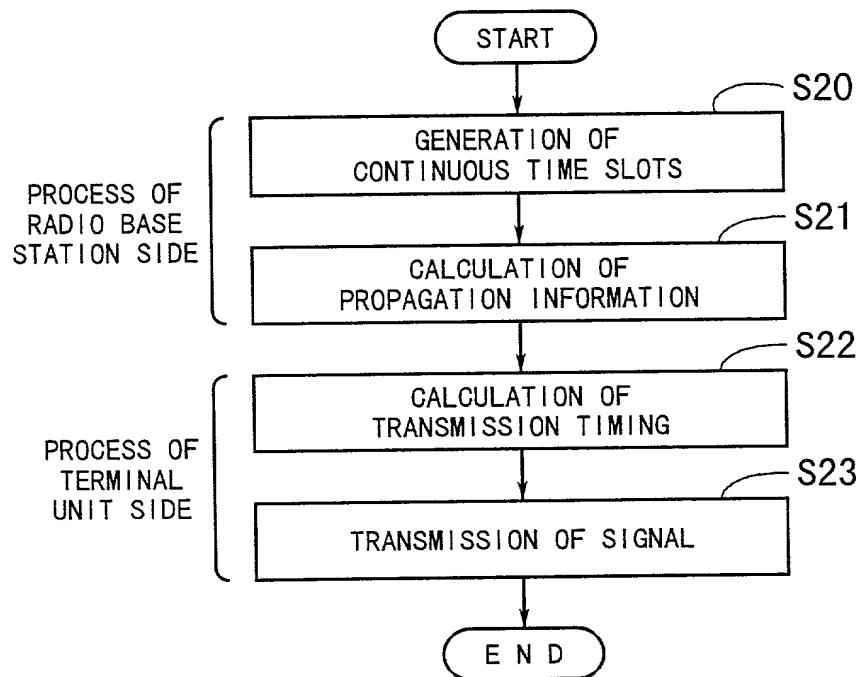 START
S20
GENERATION OF
CONTINUOUS TIME SLOTS
PROCESS OF
RADIO BASE
STATION SIDE
S21
CALCULATION OF
PROPAGATION INFORMATION
S22
CALCULATION OF
TRANSMISSION TIMING
PROCESS OF
TERMINAL
UNIT SIDE
S23
TRANSMISSION OF SIGNAL
E N D